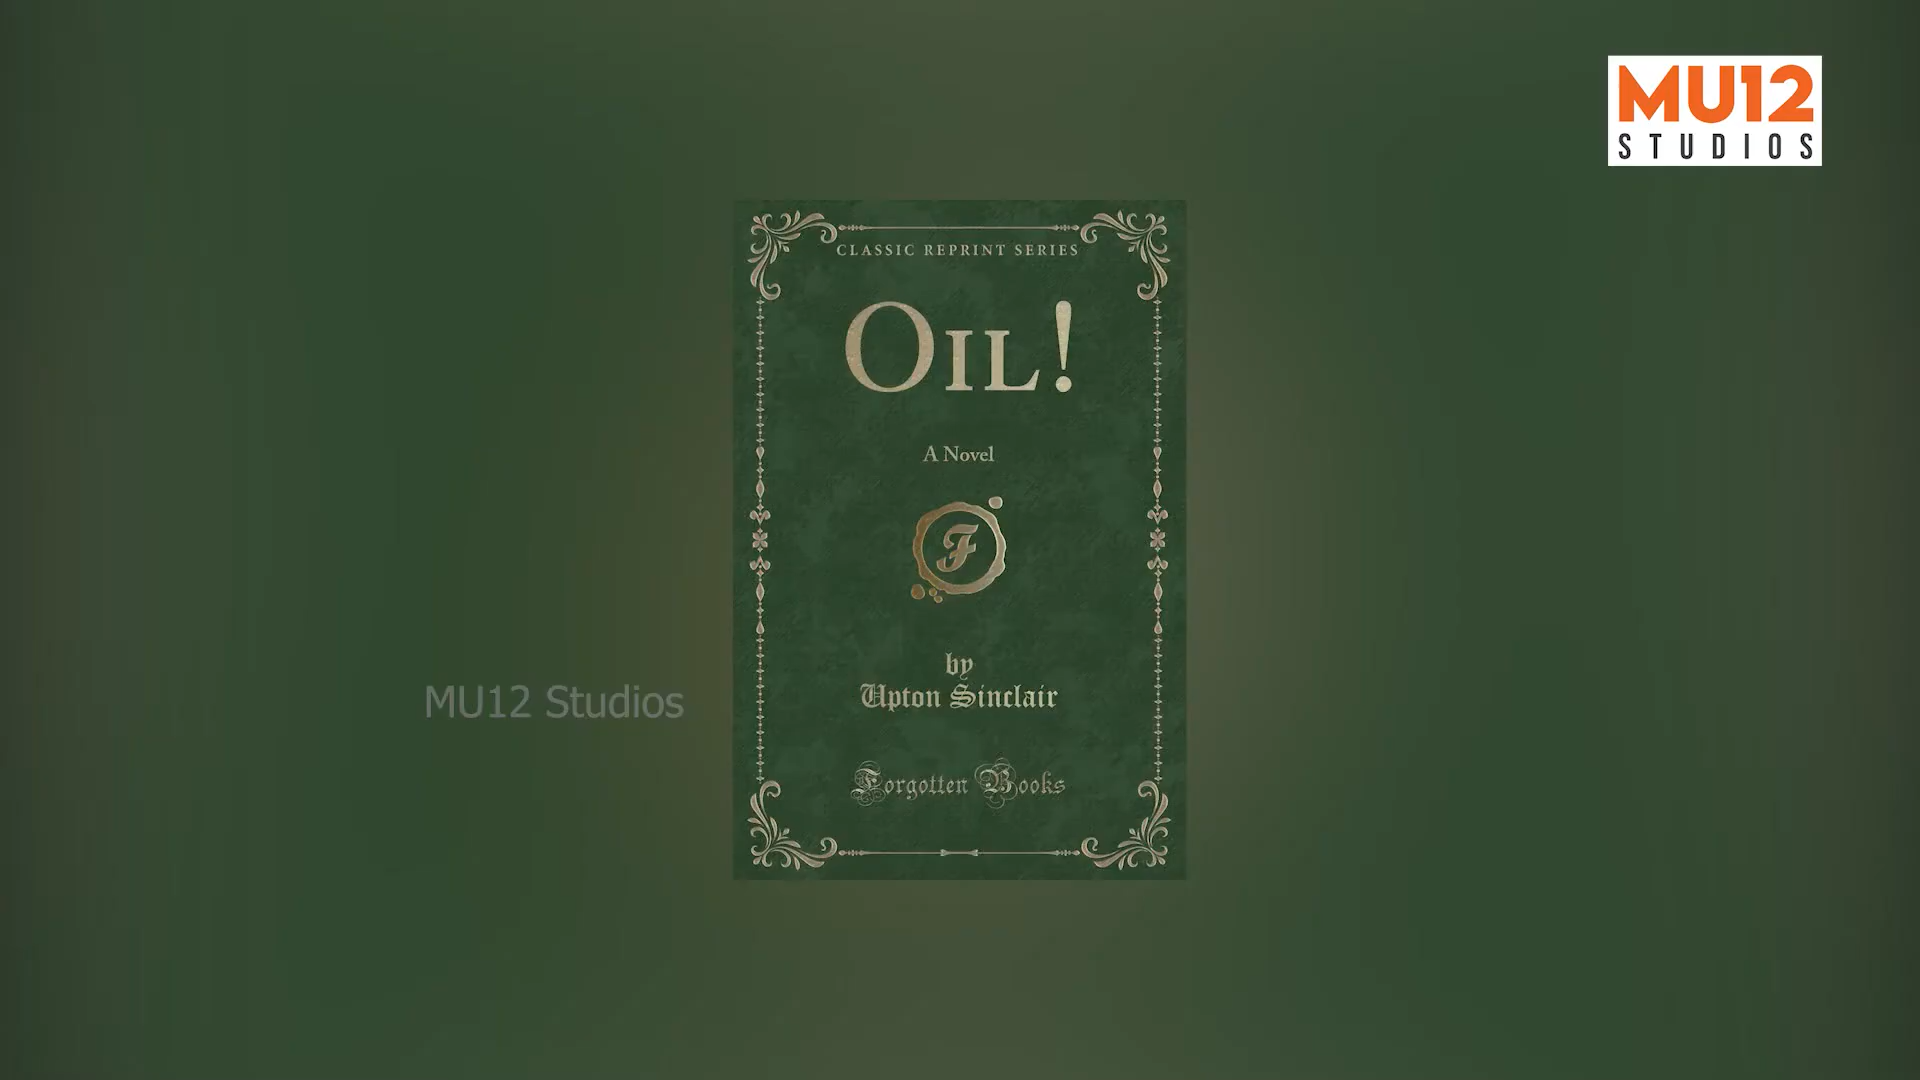 MU12
STUDIOS
CLASSIC REPRINT SERIES
OIL!
A Novel
F
by
Upton Sinclair
MU12 Studios
Forgotten Books